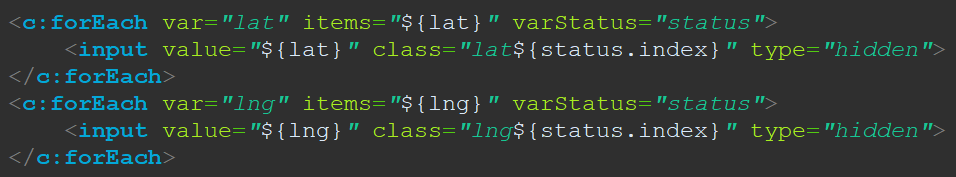 <c:forEach var="lat" items="${lat}" varStatus="status">
    <input value="${lat}" class="lat${status.index}" type="hidden">
</c:forEach>
<c:forEach var="lng" items="${lng}" varStatus="status">
    <input value="${lng}" class="lng${status.index}" type="hidden">
</c:forEach>